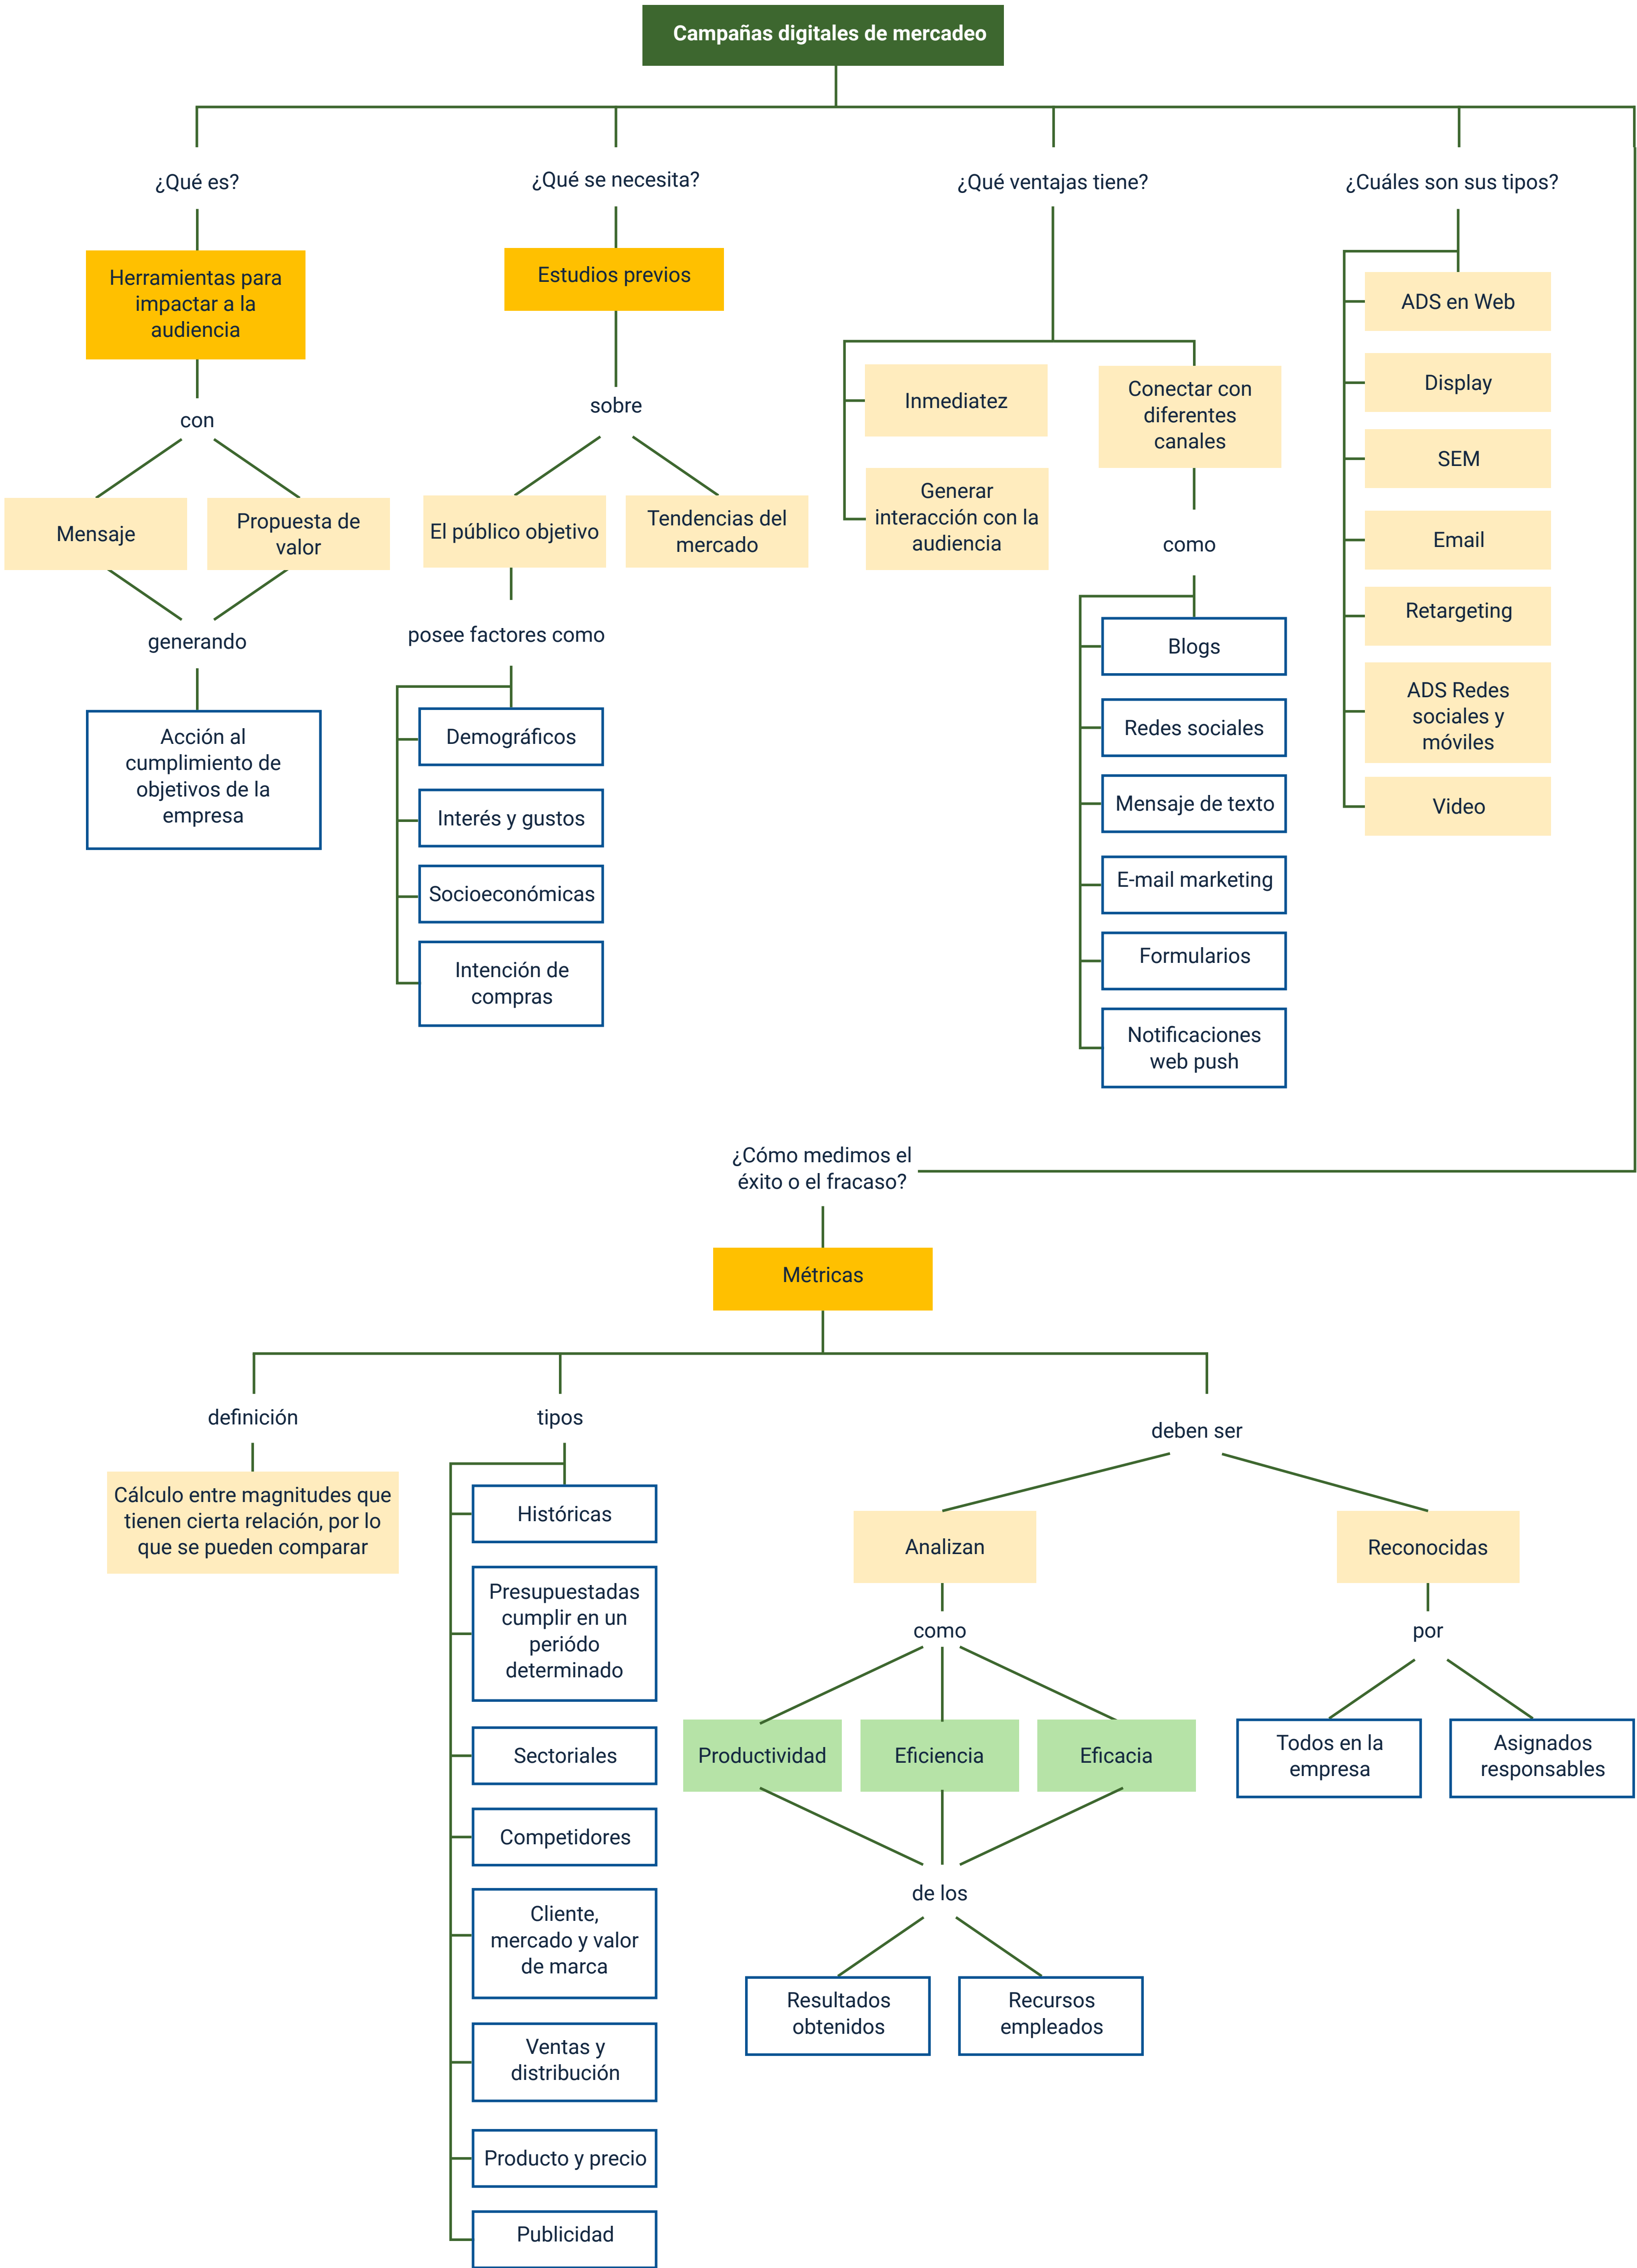 Campañas digitales de mercadeo
¿Qué es?
Herramientas para
impactar a la
audiencia
con
Mensaje
Propuesta de
valor
generando
Acción al
cumplimiento de
objetivos de la
empresa
¿Qué se necesita?
Estudios previos
sobre
El público objetivo
Tendencias del
mercado
posee factores como
Demográficos
Interés y gustos
Socioeconómicas
Intención de
compras
¿Qué ventajas tiene?
Inmediatez
Generar
interacción con la
audiencia
Conectar con
diferentes
canales
como
Blogs
Redes sociales
Mensaje de texto
E-mail marketing
Formularios
Notificaciones
web push
¿Cuáles son sus tipos?
ADS en Web
Display
SEM
Email
Retargeting
ADS Redes
sociales y
móviles
Video
¿Cómo medimos el
éxito o el fracaso?
Métricas
definición
Cálculo entre magnitudes que
tienen cierta relación, por lo
que se pueden comparar
tipos
Históricas
Presupuestadas
cumplir en un
periódo
determinado
Sectoriales
Competidores
Cliente,
mercado y valor
de marca
Ventas y
distribución
Producto y precio
Publicidad
deben ser
Analizan
como
Productividad
Eficiencia
Eficacia
de los
Resultados
obtenidos
Recursos
empleados
Reconocidas
por
Todos en la
empresa
Asignados
responsables